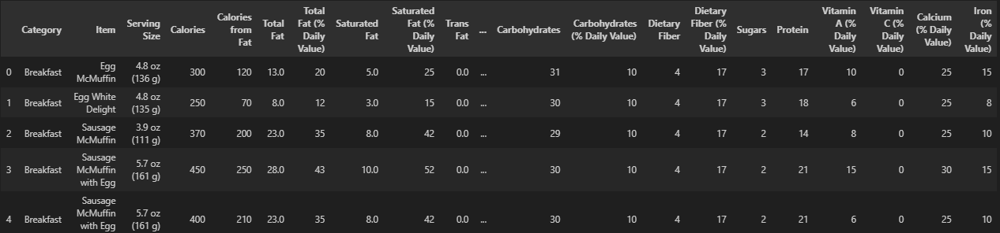 Category Item Serving Size Calories Calories from Fat Total Fat Total Fat (% Daily Value) Saturated Fat Saturated Fat (% Daily Value) Trans Fat ... Carbohydrates Carbohydrates (% Daily Value) Dietary Fiber Dietary Fiber (% Daily Value) Sugars Protein Vitamin A (% Daily Value) Vitamin C (% Daily Value) Calcium (% Daily Value) Iron (% Daily Value)
0 Breakfast Egg McMuffin 4.8 oz (136 g) 300 120 13.0 20 5.0 25 0.0 ... 31 10 4 17 3 17 10 0 25 15
1 Breakfast Egg White Delight 4.8 oz (135 g) 250 70 8.0 12 3.0 15 0.0 ... 30 10 4 17 3 18 6 0 25 8
2 Breakfast Sausage McMuffin 3.9 oz (111 g) 370 200 23.0 35 8.0 42 0.0 ... 29 10 4 17 2 14 8 0 25 10
3 Breakfast Sausage McMuffin with Egg 5.7 oz (161 g) 450 250 28.0 43 10.0 52 0.0 ... 30 10 4 17 2 21 15 0 30 15
4 Breakfast Sausage McMuffin with Egg 5.7 oz (161 g) 400 210 23.0 35 8.0 42 0.0 ... 30 10 4 17 2 21 6 0 25 10